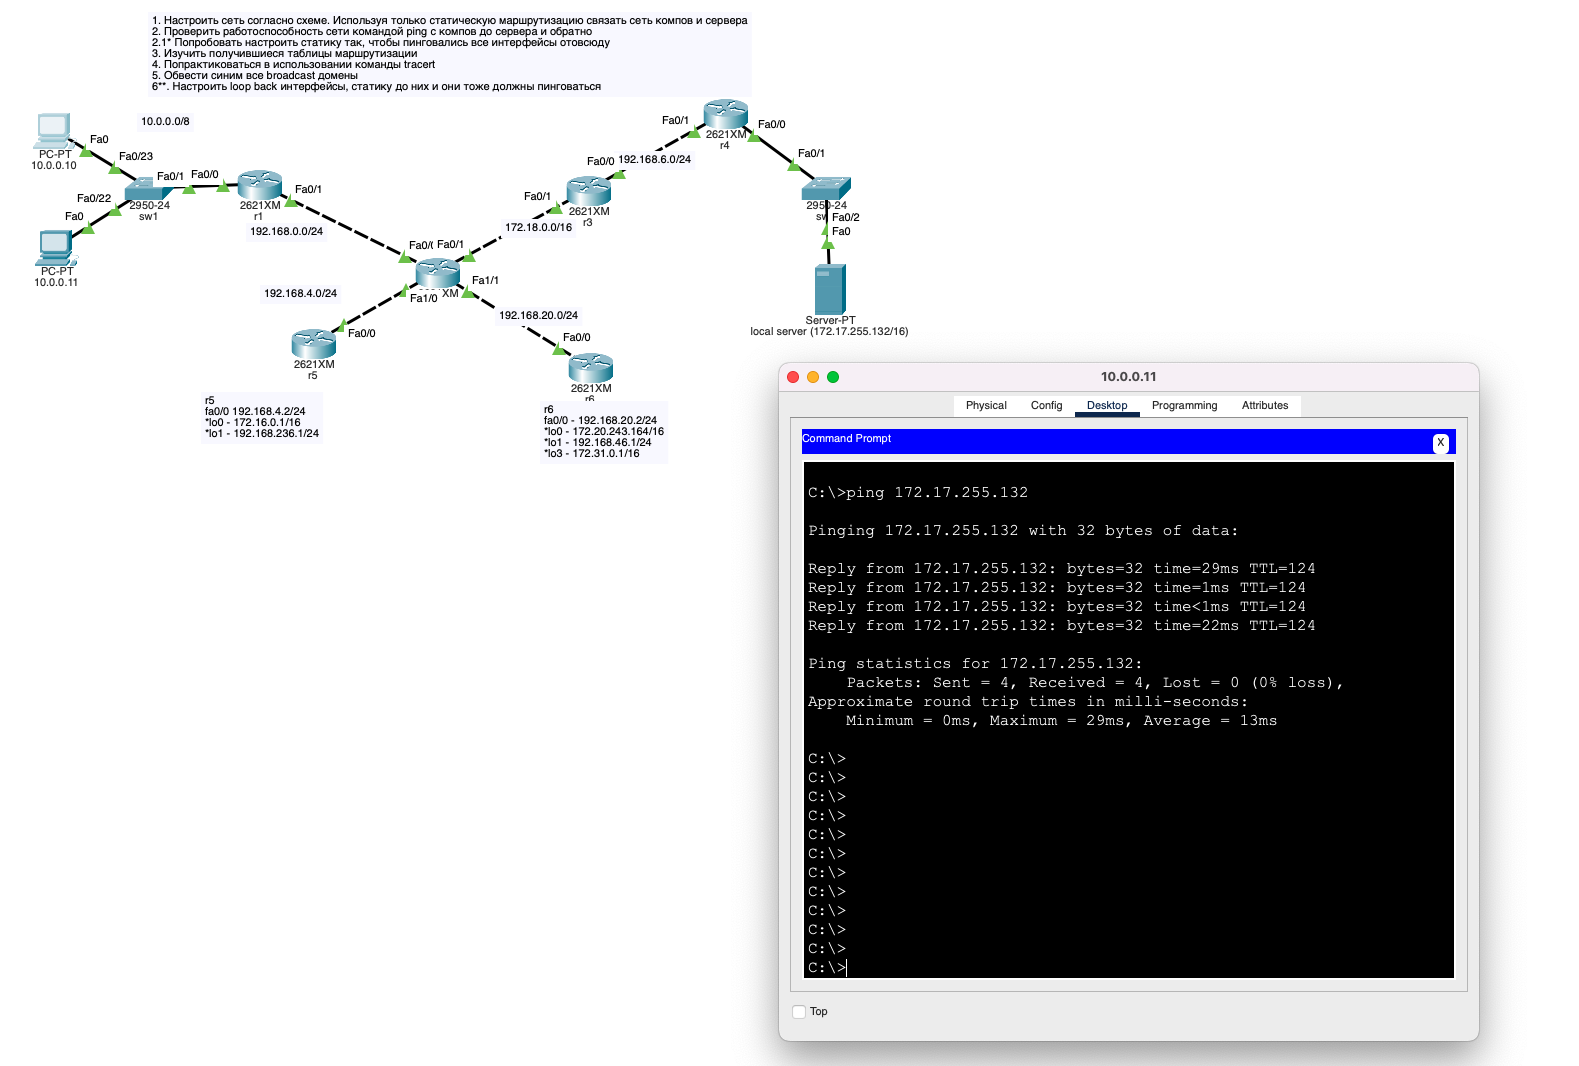 1. Настроить сеть согласно схеме. Используя только статическую маршрутизацию связать сеть компов и сервера
2. Проверить работоспособность сети командой ping с компов до сервера и обратно
2.1* Попробовать настроить статику так, чтобы пинговались все интерфейсы отовсюду
3. Изучить получившиеся таблицы маршрутизации
4. Попрактиковаться в использовании команды tracert
5. Обвести синим все broadcast домены
6**. Настроить loop back интерфейсы, статику до них и они тоже должны пинговаться
10.0.0.0/8
Fa0
PC-PT
10.0.0.10
Fa0/23
Fa0/1
Fa0/0
Fa0/22
Fa0
2950-24
sw1
PC-PT
10.0.0.11
2621XM
r1
Fa0/1
192.168.0.0/24
Fa0/1
2621XM
r4
Fa0/0
Fa0/0
192.168.6.0/24
Fa0/1
2621XM
r3
172.18.0.0/16
Fa0/1
2950-24
sw
Fa0/2
Fa0
Server-PT
local server (172.17.255.132/16)
Fa0/
Fa0/1
Fa1/1
XM
Fa1/0
192.168.4.0/24
192.168.20.0/24
Fa0/0
2621XM
r5
Fa0/0
2621XM
r6
r5
fa0/0 192.168.4.2/24
*lo0 - 172.16.0.1/16
*lo1 - 192.168.236.1/24
r6
fa0/0 - 192.168.20.2/24
*lo0 - 172.20.243.164/16
*lo1 - 192.168.46.1/24
*lo3 - 172.31.0.1/16
10.0.0.11
Physical Config Desktop Programming Attributes
Command Prompt
X
C:\>ping 172.17.255.132
Pinging 172.17.255.132 with 32 bytes of data:
Reply from 172.17.255.132: bytes=32 time=29ms TTL=124
Reply from 172.17.255.132: bytes=32 time=1ms TTL=124
Reply from 172.17.255.132: bytes=32 time<1ms TTL=124
Reply from 172.17.255.132: bytes=32 time=22ms TTL=124
Ping statistics for 172.17.255.132:
Packets: Sent = 4, Received = 4, Lost = 0 (0% loss),
Approximate round trip times in milli-seconds:
Minimum = 0ms, Maximum = 29ms, Average = 13ms
C:\>
C:\>
C:\>
C:\>
C:\>
C:\>
C:\>
C:\>
C:\>
C:\>
C:\>
C:\>
Top